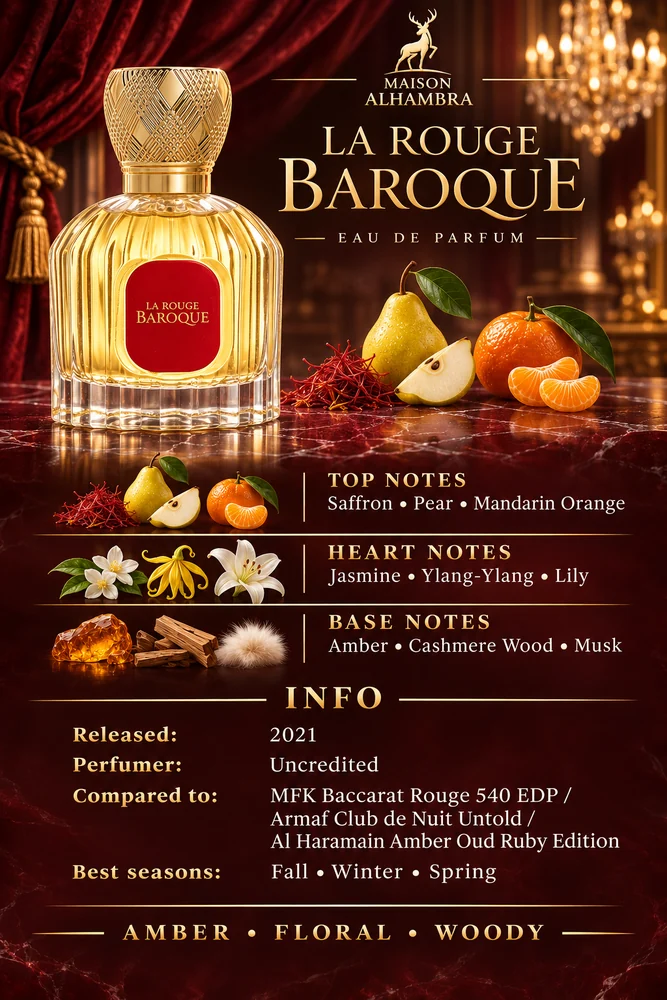 MAISON
ALHAMBRA
LA ROUGE
BAROQUE
EAU DE PARFUM
LA ROUGE
BAROQUE
TOP NOTES
Saffron • Pear • Mandarin Orange
HEART NOTES
Jasmine • Ylang-Ylang • Lily
BASE NOTES
Amber • Cashmere Wood • Musk
INFO
Released: 2021
Perfumer: Uncredited
Compared to: MFK Baccarat Rouge 540 EDP /
Armaf Club de Nuit Untold /
Al Haramain Amber Oud Ruby Edition
Best seasons: Fall • Winter • Spring
AMBER • FLORAL • WOODY